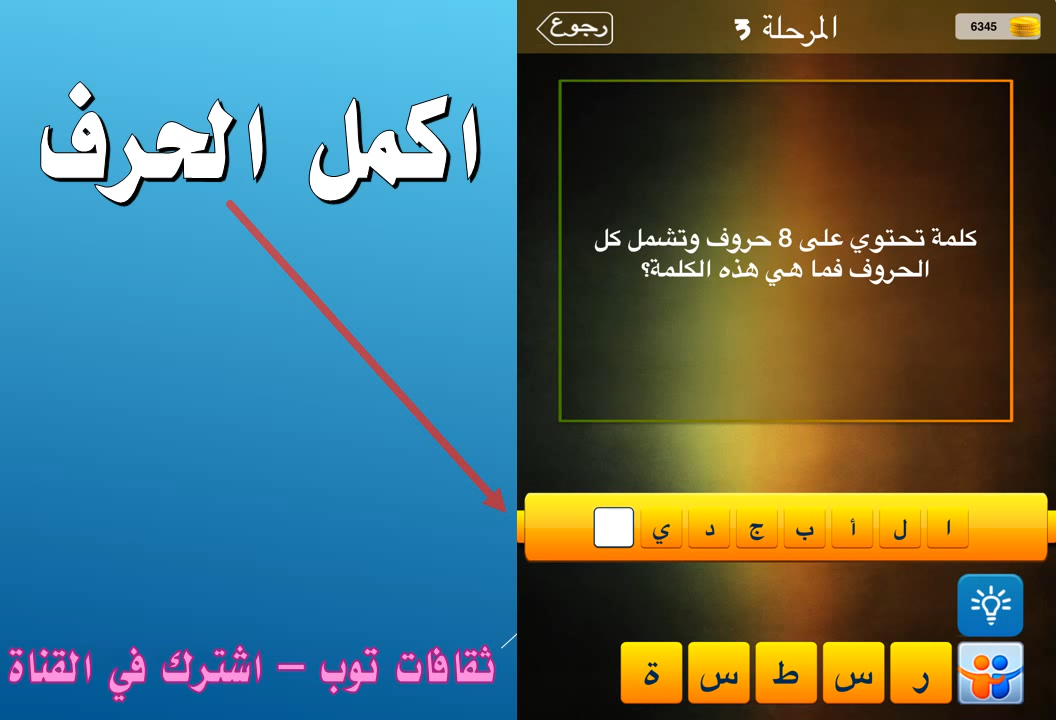 اكمل الحرف
ثقافات توب – اشترك في القناة
رجوع
المرحلة 3
6345
كلمة تحتوي على 8 حروف وتشمل كل
الحروف فما هي هذه الكلمة؟
ا ل أ ب ج د ي
ر س ط س ة